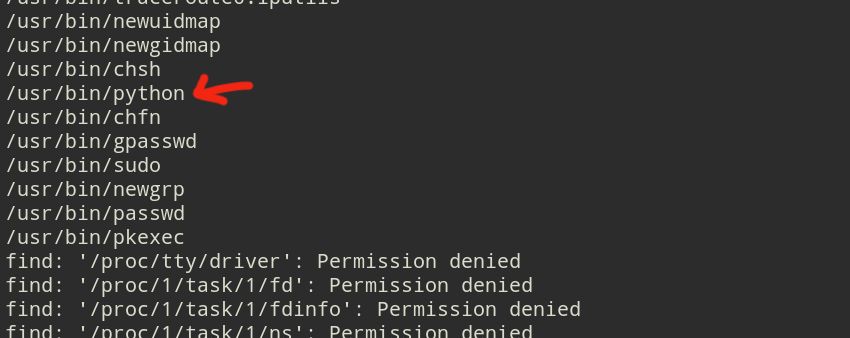 /usr/bin/traceroute6.iputils
/usr/bin/newuidmap
/usr/bin/newgidmap
/usr/bin/chsh
/usr/bin/python
/usr/bin/chfn
/usr/bin/gpasswd
/usr/bin/sudo
/usr/bin/newgrp
/usr/bin/passwd
/usr/bin/pkexec
find: '/proc/tty/driver': Permission denied
find: '/proc/1/task/1/fd': Permission denied
find: '/proc/1/task/1/fdinfo': Permission denied
find: '/proc/1/task/1/ns': Permission denied